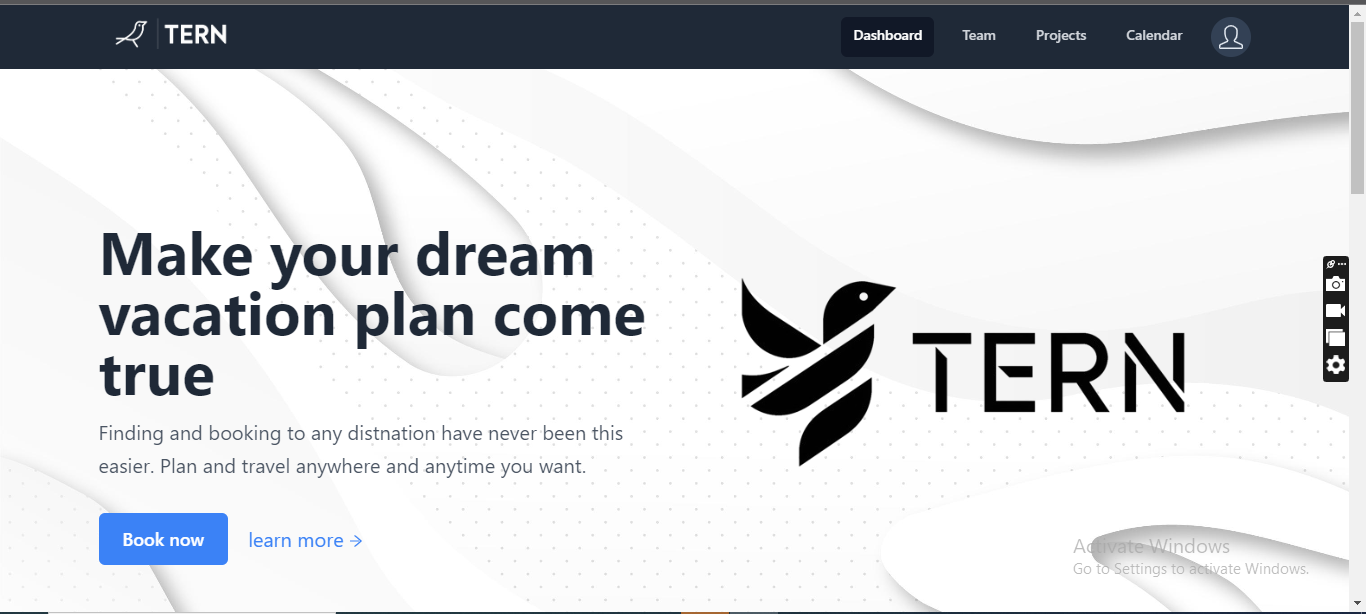 TERN
Dashboard
Team
Projects
Calendar
Make your dream
vacation plan come
true
Finding and booking to any distnation have never been this
easier. Plan and travel anywhere and anytime you want.
Book now
learn more →
TERN
Activate Windows
Go to Settings to activate Windows.